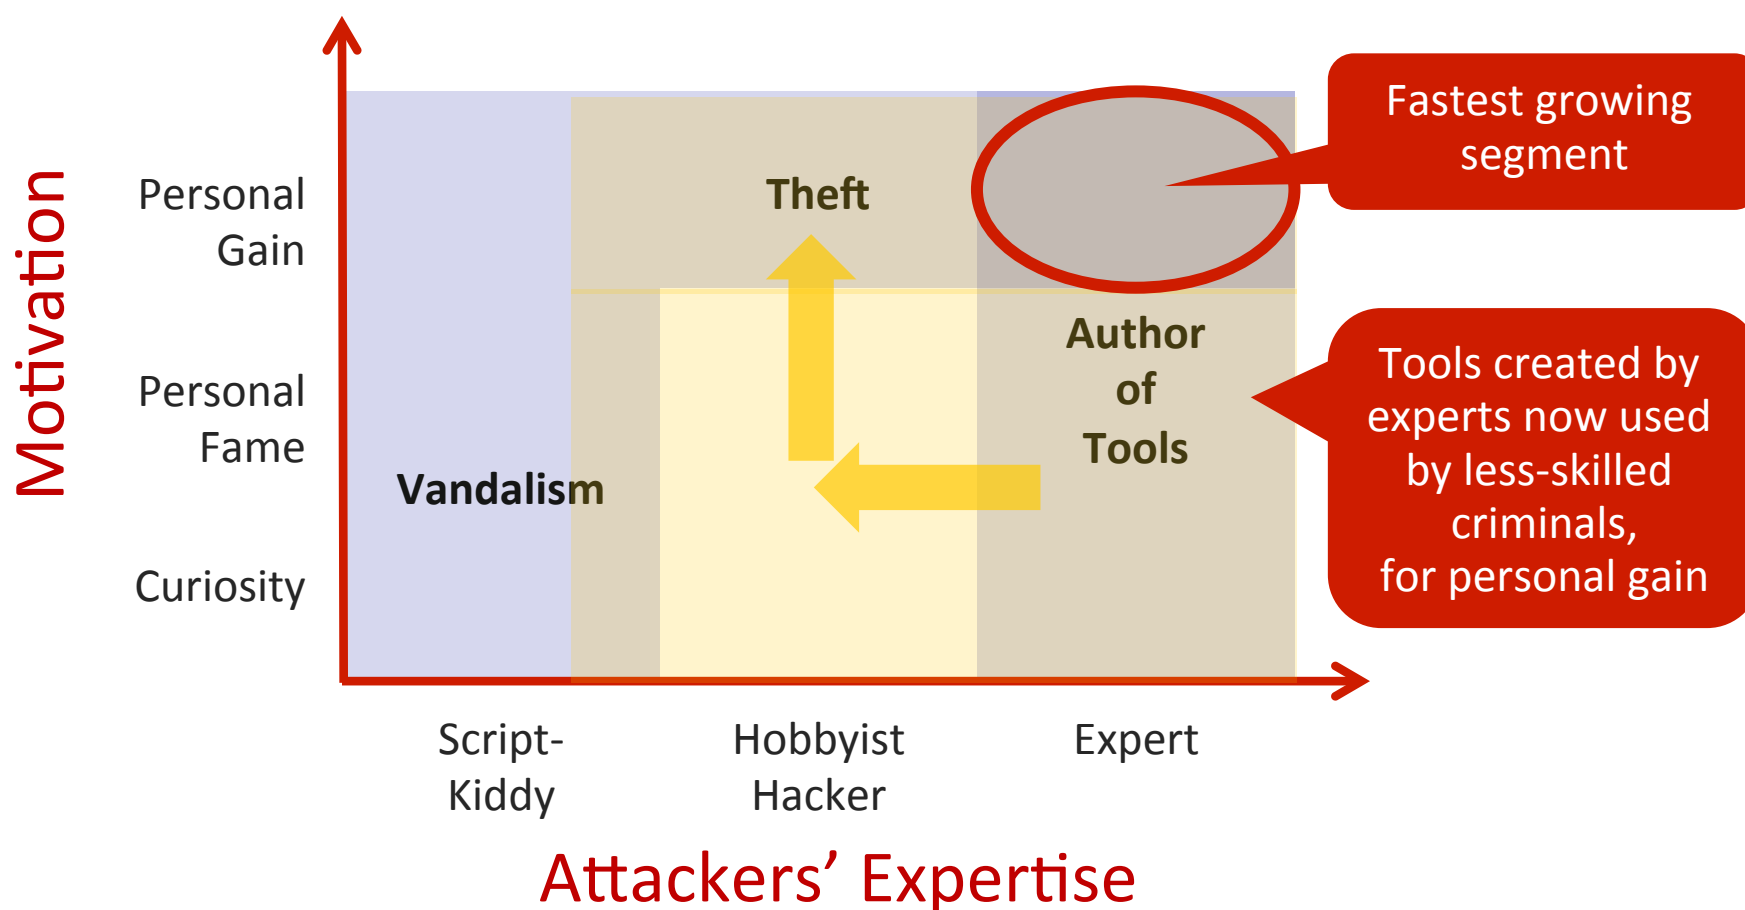 Motivation
Personal
Gain
Personal
Fame
Curiosity
Theft
Vandalism
Author
of
Tools
Fastest growing
segment
Tools created by
experts now used
by less-skilled
criminals,
for personal gain
Script-
Kiddy
Hobbyist
Hacker
Expert
Attackers’ Expertise